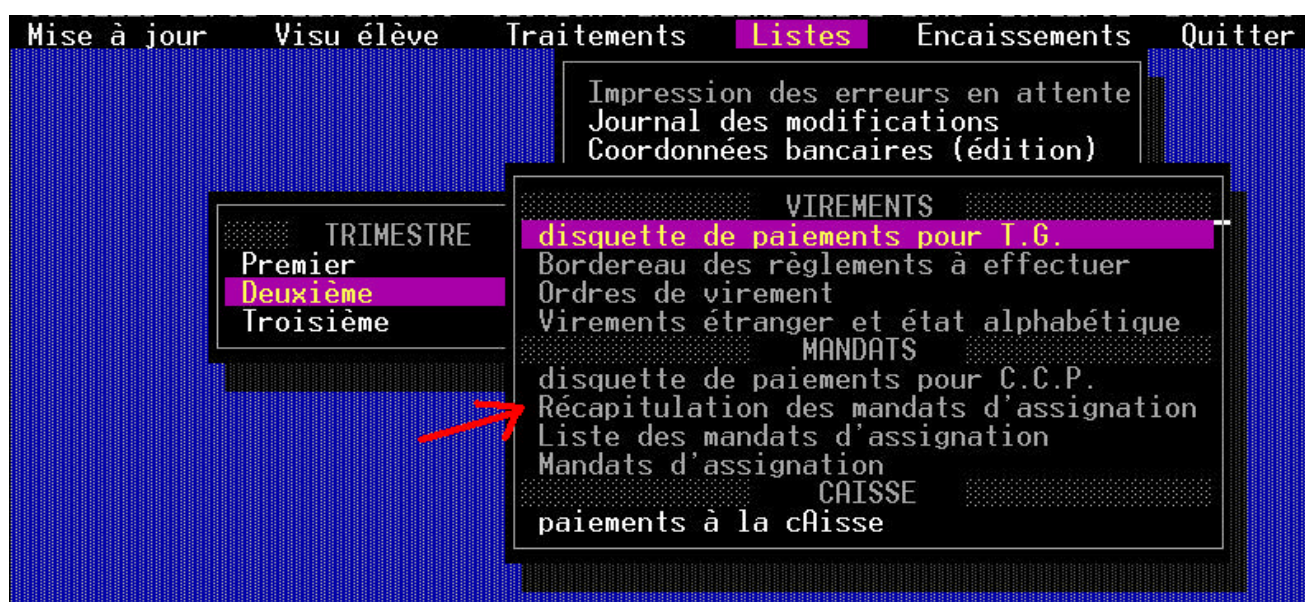 Mise à jour Visu élève Traitements Listes Encaissements Quitter
Impression des erreurs en attente
Journal des modifications
Coordonnées bancaires (édition)
TRIMESTRE
Premier
Deuxième
Troisième
VIREMENTS
disquette de paiements pour T.G.
Bordereau des règlements à effectuer
Ordres de virement
Virements étranger et état alphabétique
MANDATS
disquette de paiements pour C.C.P.
Récapitulation des mandats d'assignation
Liste des mandats d'assignation
Mandats d'assignation
CAISSE
paiements à la cAisse